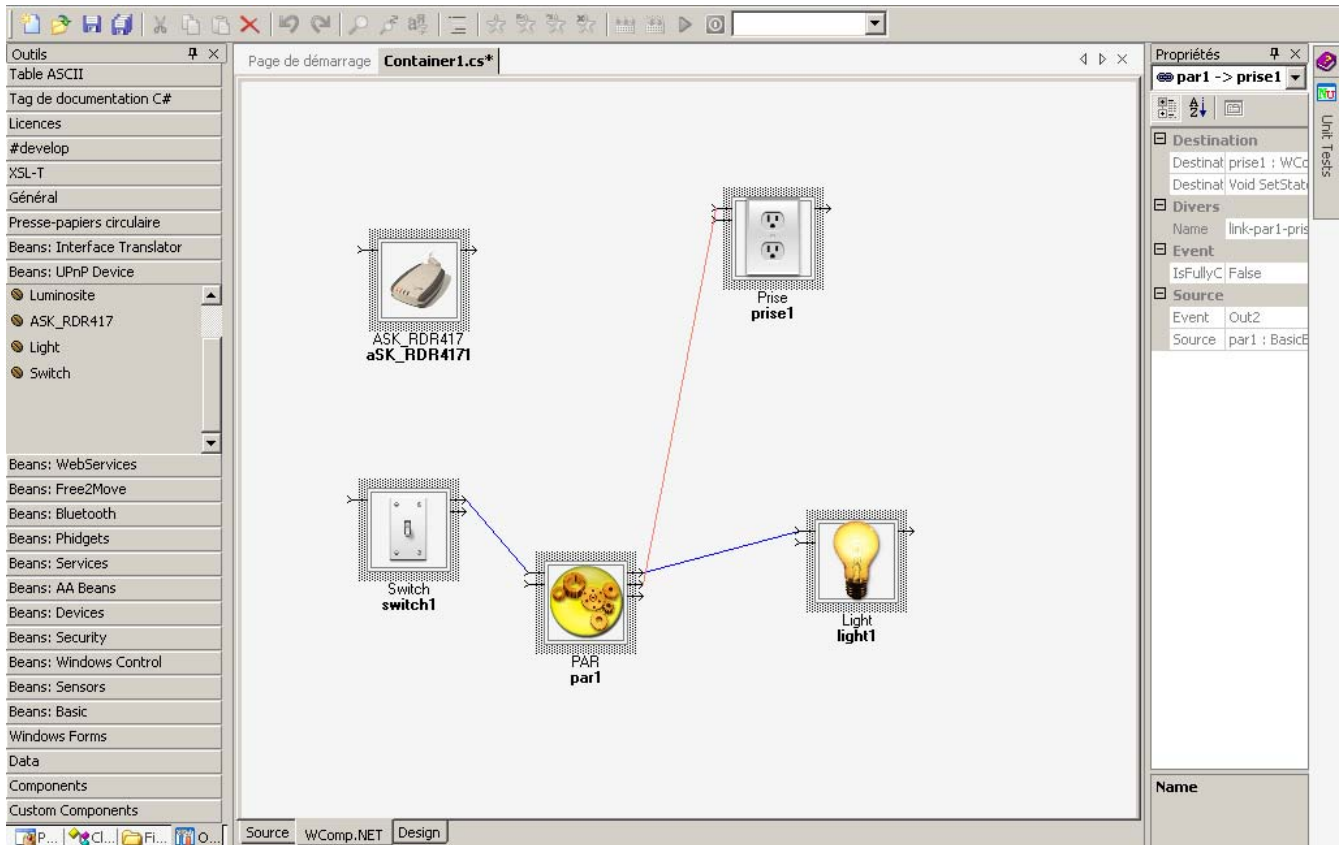 Outils
Table ASCII
Tag de documentation C#
Licences
#develop
XSL-T
Général
Presse-papiers circulaire
Beans: Interface Translator
Beans: UPnP Device
Luminosite
ASK_RDR417
Light
Switch
Beans: WebServices
Beans: Free2Move
Beans: Bluetooth
Beans: Phidgets
Beans: Services
Beans: AA Beans
Beans: Devices
Beans: Security
Beans: Windows Control
Beans: Sensors
Beans: Basic
Windows Forms
Data
Components
Custom Components
P... Cl... Fi... O...
Page de démarrage Container1.cs*
Prise
prise1
ASK_RDR417
aSK_RDR4171
Switch
switch1
Light
light1
PAR
par1
Source WComp.NET Design
Propriétés
par1 -> prise1
Destination
Destinat prise1 : WCo
Destinat Void SetStat
Divers
Name link-par1-pris
Event
IsFullyC False
Source
Event Out2
Source par1 : BasicB
Name
Unit Tests